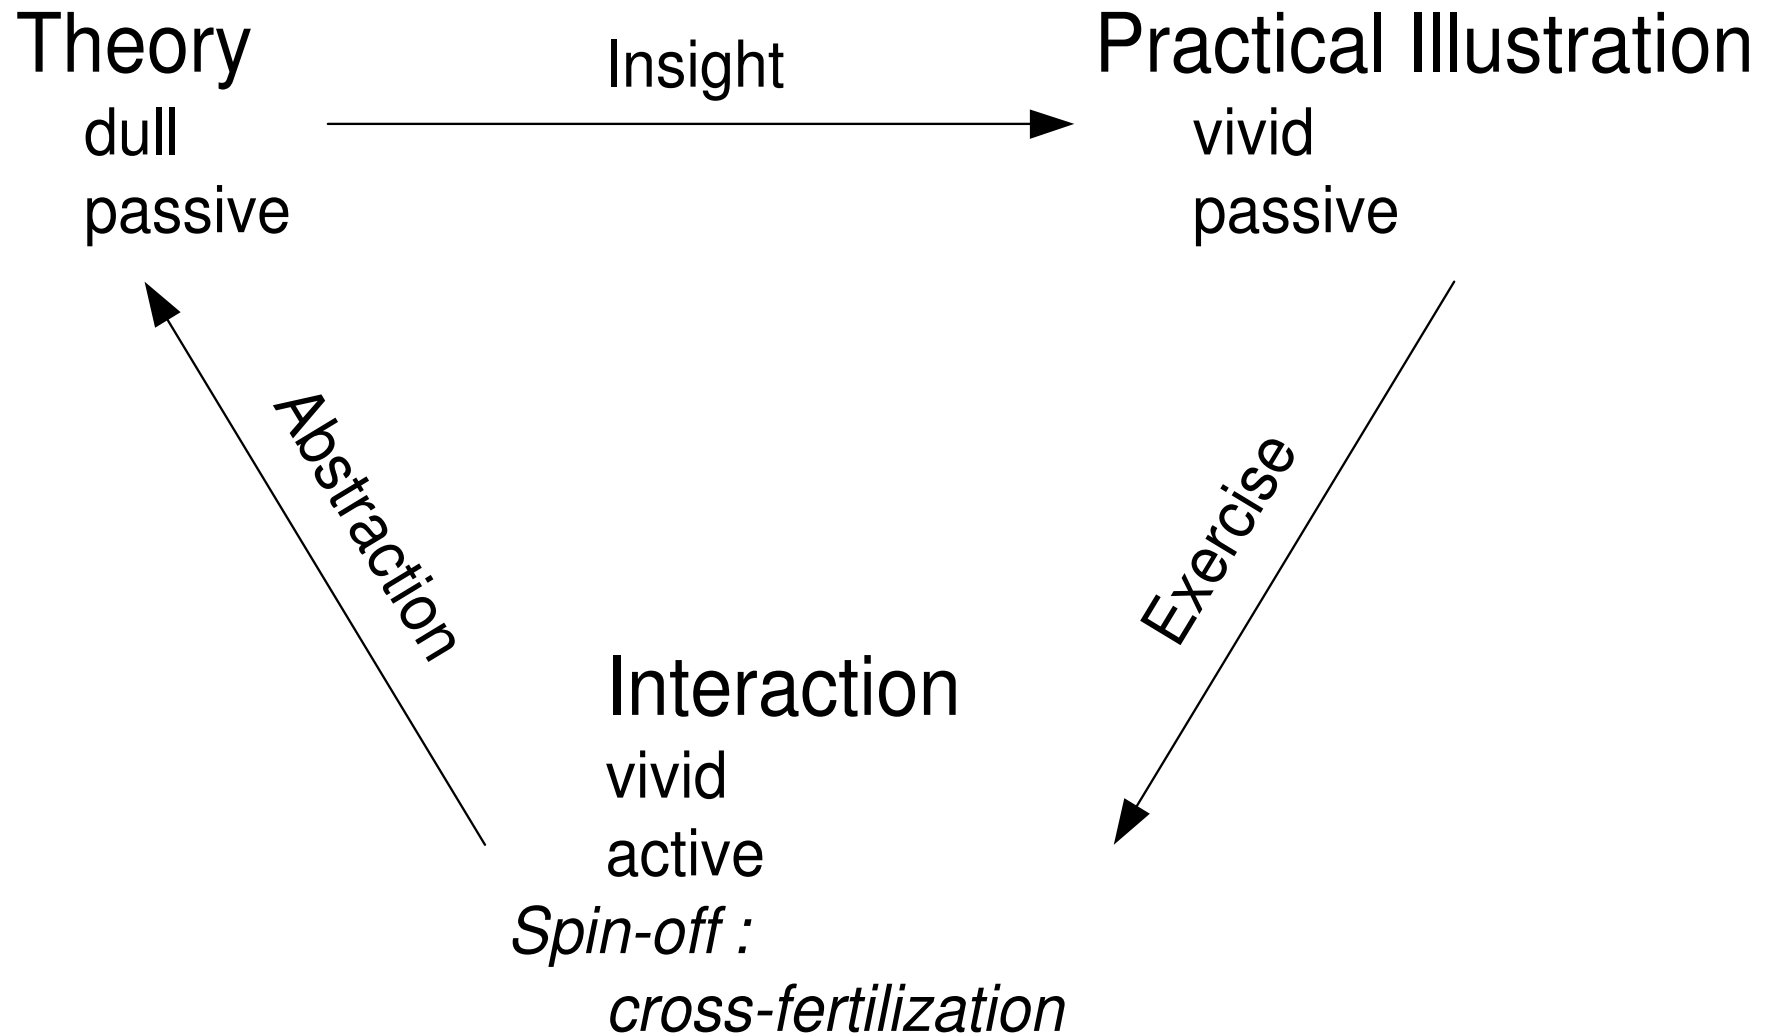 Theory
dull
passive
Insight
Practical Illustration
vivid
passive
Abstraction
Exercise
Interaction
vivid
active
Spin-off :
cross-fertilization